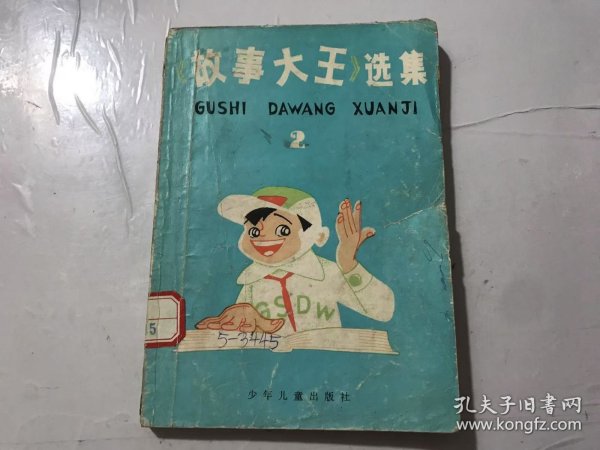 《故事大王》选集
GUSHI DAWANG XUANJI
2
GSDW
5
5-3445
少年儿童出版社
孔夫子旧书网
www.kongfz.com